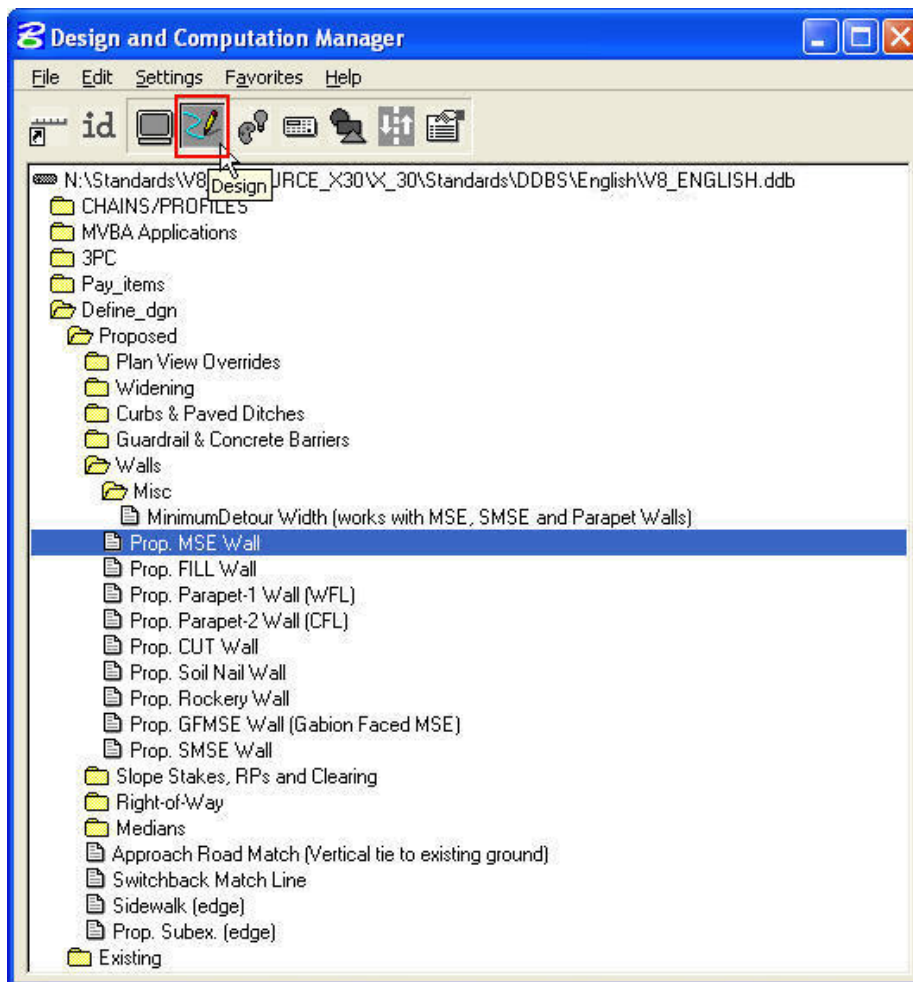 Design and Computation Manager
File Edit Settings Favorites Help
id
N:\Standards\V8 URCE_X30\X_30\Standards\DDBS\English\V8_ENGLISH.ddb
Design
CHAINS/PROFILES
MVBA Applications
3PC
Pay_items
Define_dgn
Proposed
Plan View Overrides
Widening
Curbs & Paved Ditches
Guardrail & Concrete Barriers
Walls
Misc
MinimumDetour Width (works with MSE, SMSE and Parapet Walls)
Prop. MSE Wall
Prop. FILL Wall
Prop. Parapet-1 Wall (WFL)
Prop. Parapet-2 Wall (CFL)
Prop. CUT Wall
Prop. Soil Nail Wall
Prop. Rockery Wall
Prop. GFMSE Wall (Gabion Faced MSE)
Prop. SMSE Wall
Slope Stakes, RPs and Clearing
Right-of-Way
Medians
Approach Road Match (Vertical tie to existing ground)
Switchback Match Line
Sidewalk (edge)
Prop. Subex. (edge)
Existing